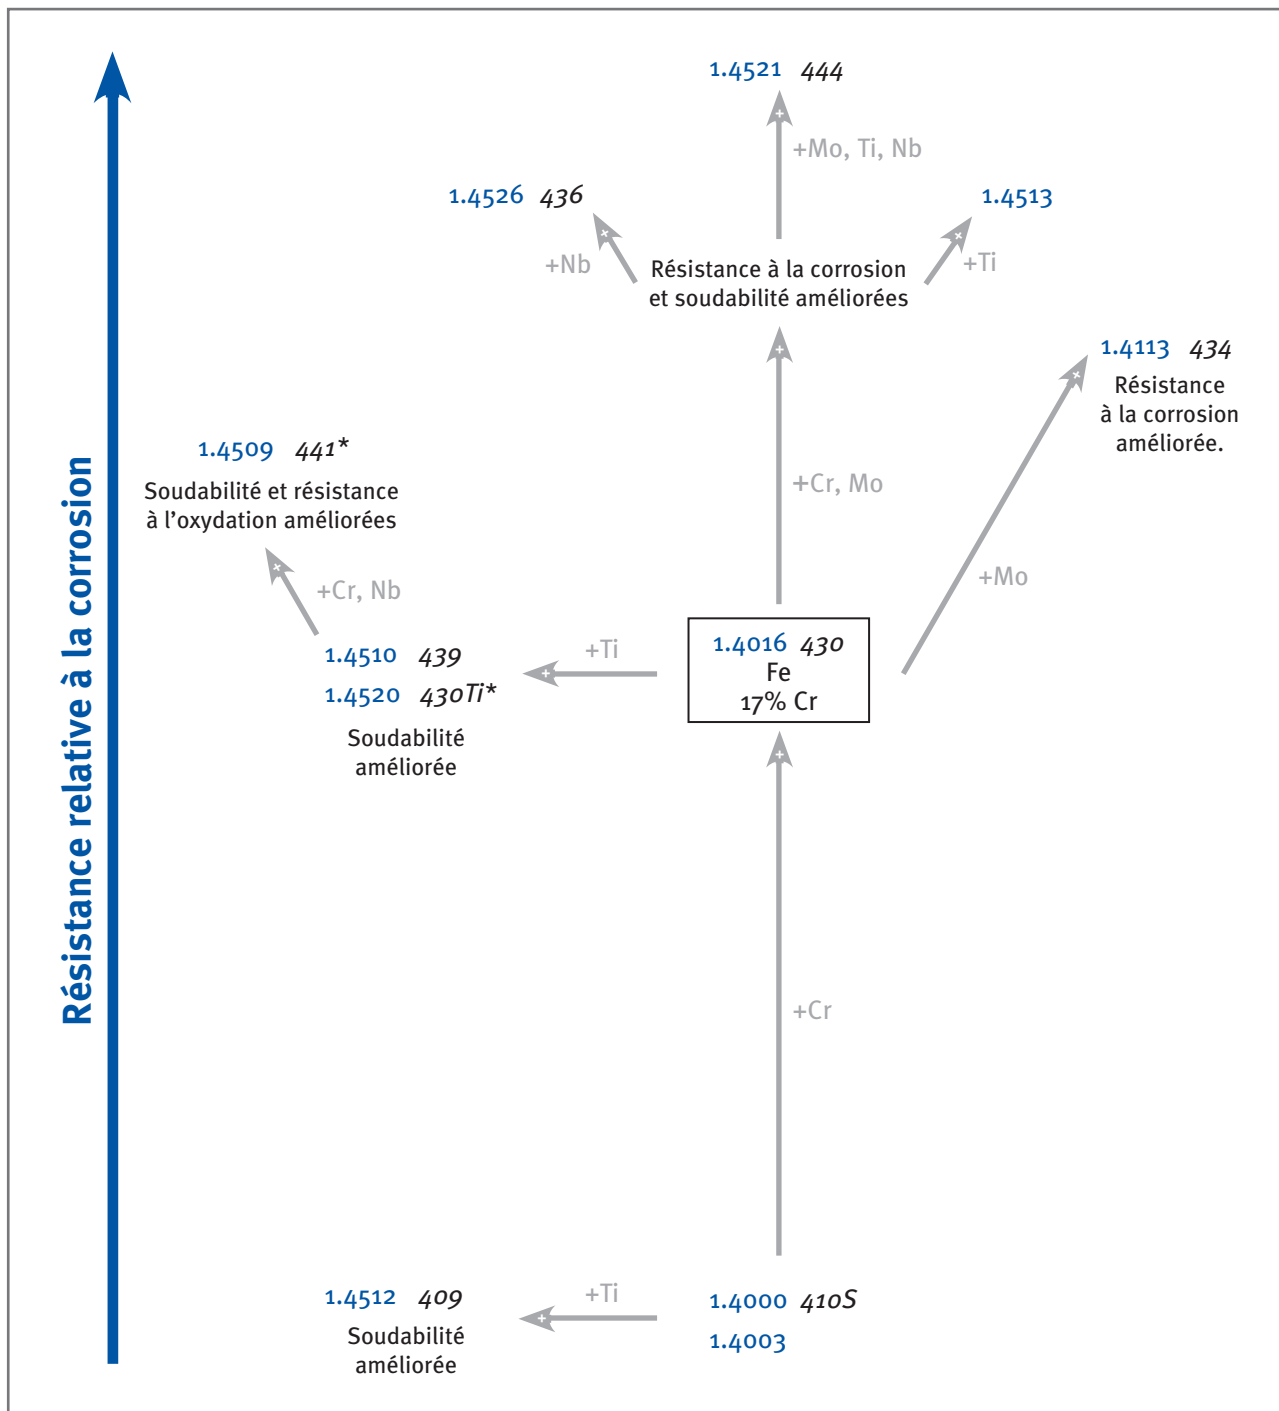 Résistance relative à la corrosion
1.4521 444
+Mo, Ti, Nb
1.4526 436
1.4513
+Nb
Résistance à la corrosion
et soudabilité améliorées
+Ti
1.4113 434
Résistance
à la corrosion
améliorée.
1.4509 441*
Soudabilité et résistance
à l'oxydation améliorées
+Cr, Mo
+Cr, Nb
+Mo
1.4510 439
1.4520 430Ti*
Soudabilité
améliorée
+Ti
1.4016 430
Fe
17% Cr
+Cr
1.4512 409
Soudabilité
améliorée
+Ti
1.4000 410S
1.4003